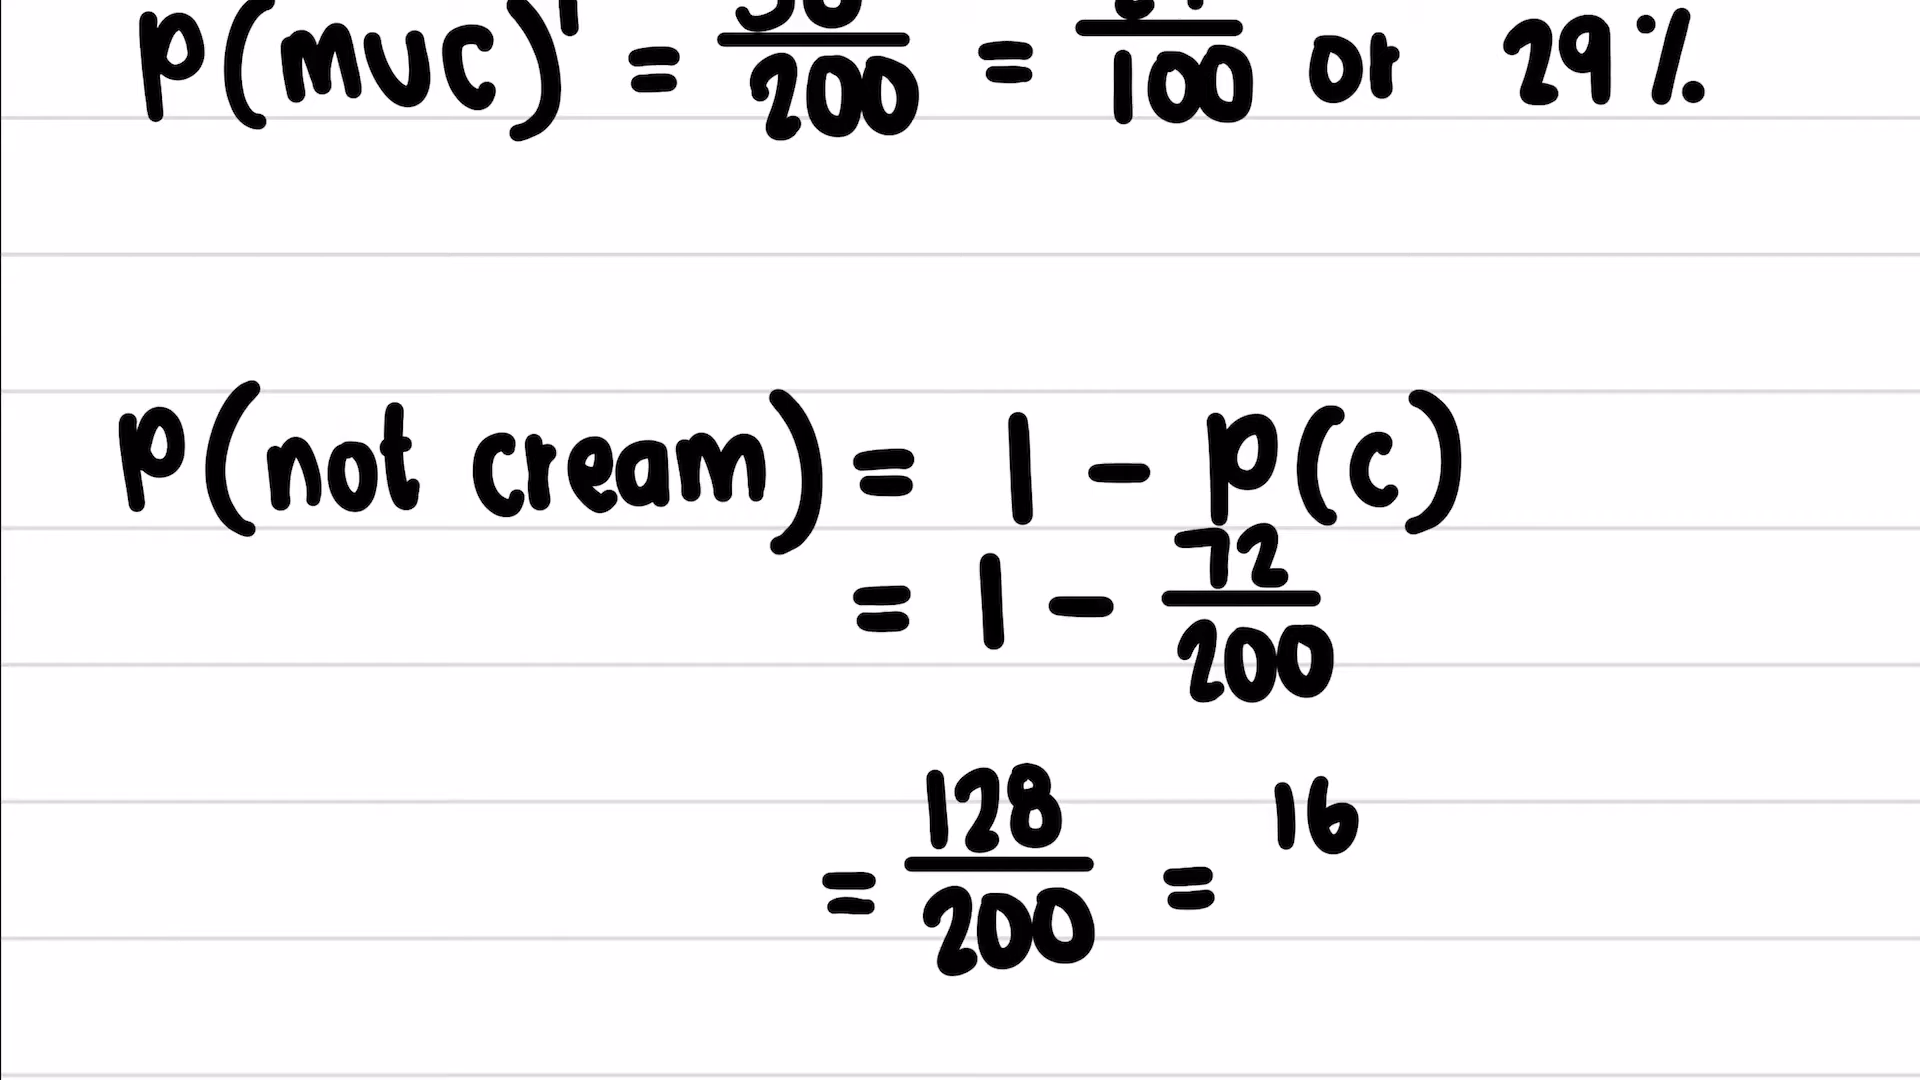 P(MUC)' = /200 = /100 or 29%
P(not cream) = 1 - P(C)
= 1 - 72/200
= 128/200 = 16